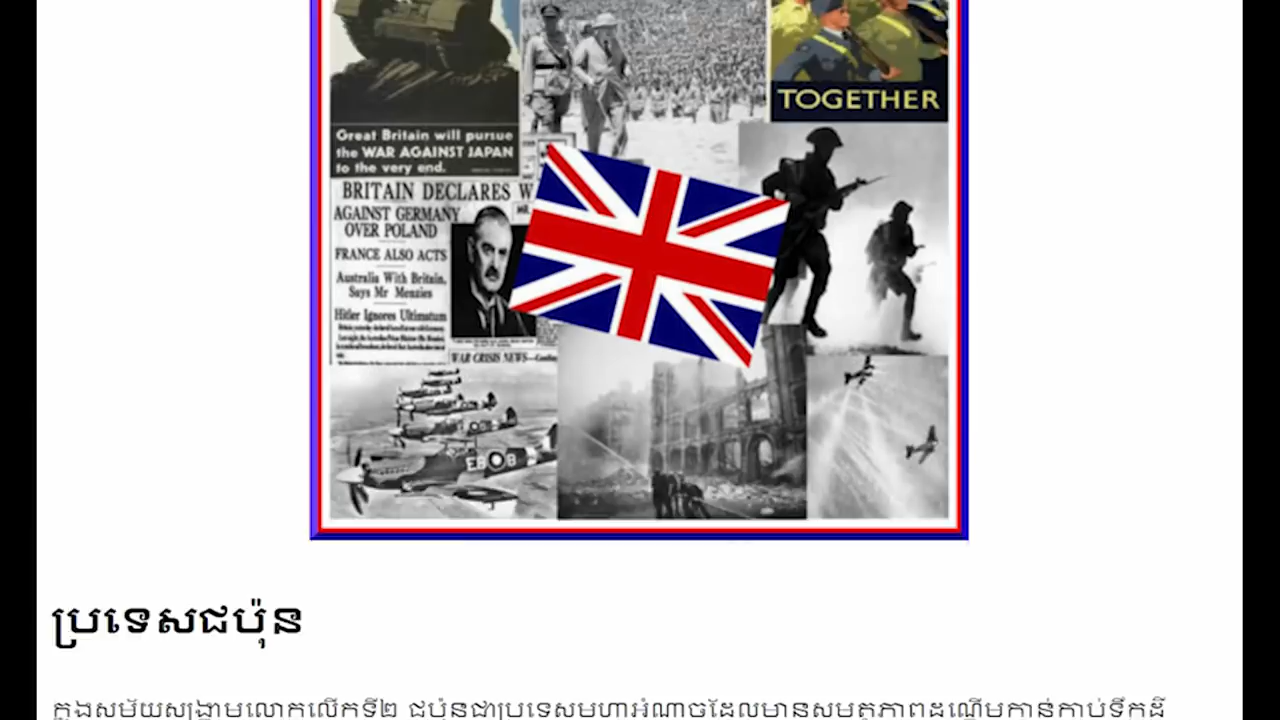 TOGETHER
Great Britain will pursue
the WAR AGAINST JAPAN
to the very end.
BRITAIN DECLARES W
AGAINST GERMANY
OVER POLAND
FRANCE ALSO ACTS
Australia With Britain,
Says Mr Menzies
Hitler Ignores Ultimatum
WAR CRISIS NEWS
EB B
ប្រទេសជប៉ុន
ក្នុងសម័យសង្គ្រាមលោកលើកទី២ ជប៉ុនជាប្រទេសមហាអំណាចដែលមានសមត្ថភាពដណ្តើមកាន់កាប់ទឹកដី